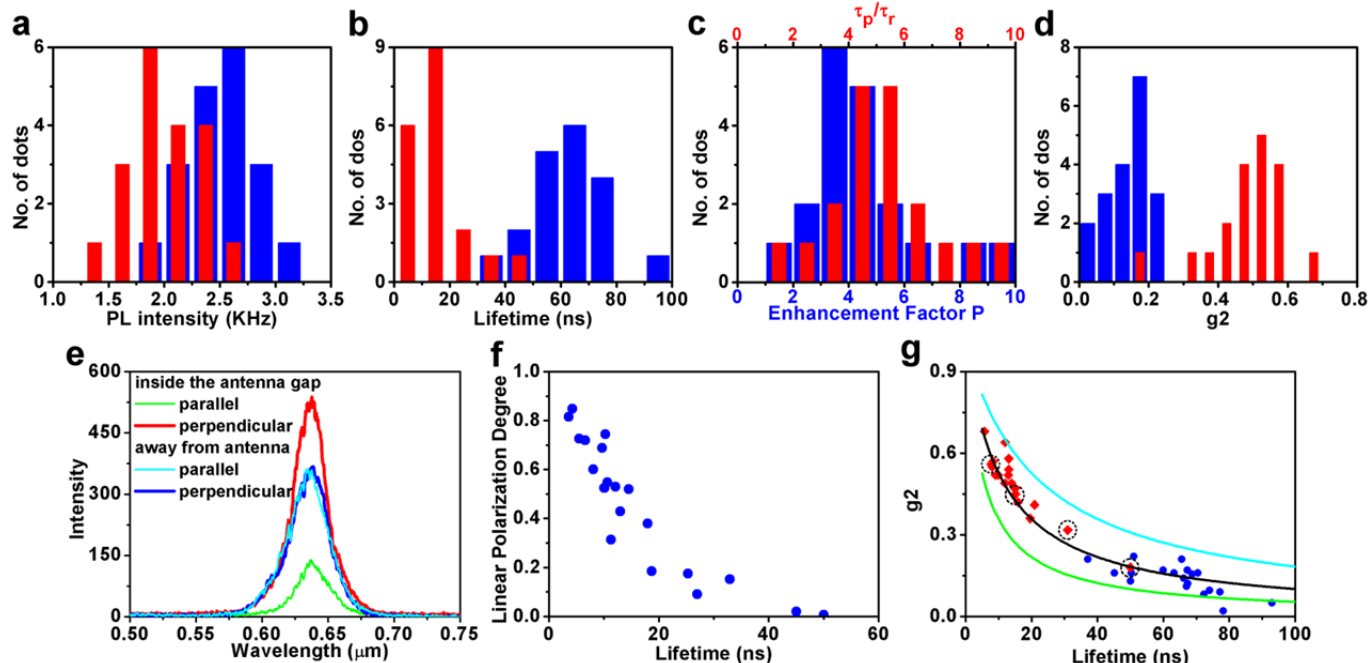 a
6
4
2
0
No. of dots
1.0 1.5 2.0 2.5 3.0 3.5
PL intensity (KHz)
b
9
6
3
0
No. of dots
0 20 40 60 80 100
Lifetime (ns)
c
τp/τr
0 2 4 6 8 10
6
4
2
0
No. of dos
0 2 4 6 8 10
Enhancement Factor P
d
8
6
4
2
0
No. of dos
0.0 0.2 0.4 0.6 0.8
g2
e
600
450
300
150
0
Intensity
inside the antenna gap
parallel
perpendicular
away from antenna
parallel
perpendicular
0.50 0.55 0.60 0.65 0.70 0.75
Wavelength (μm)
f
1.0
0.8
0.6
0.4
0.2
0.0
Linear Polarization Degree
0 20 40 60
Lifetime (ns)
g
0.9
0.6
0.3
0.0
g2
0 20 40 60 80 100
Lifetime (ns)